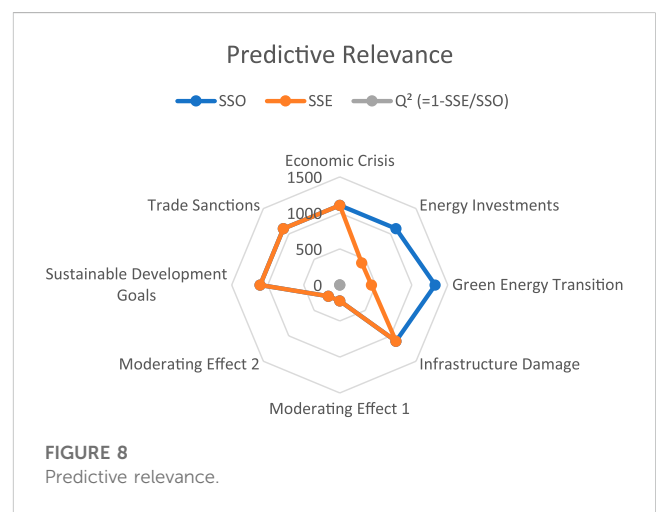 Predictive Relevance
SSO SSE Q² (=1-SSE/SSO)
Economic Crisis
1500
Trade Sanctions Energy Investments
1000
500
Sustainable Development
Goals
0
Green Energy Transition
Moderating Effect 2 Infrastructure Damage
Moderating Effect 1
FIGURE 8
Predictive relevance.